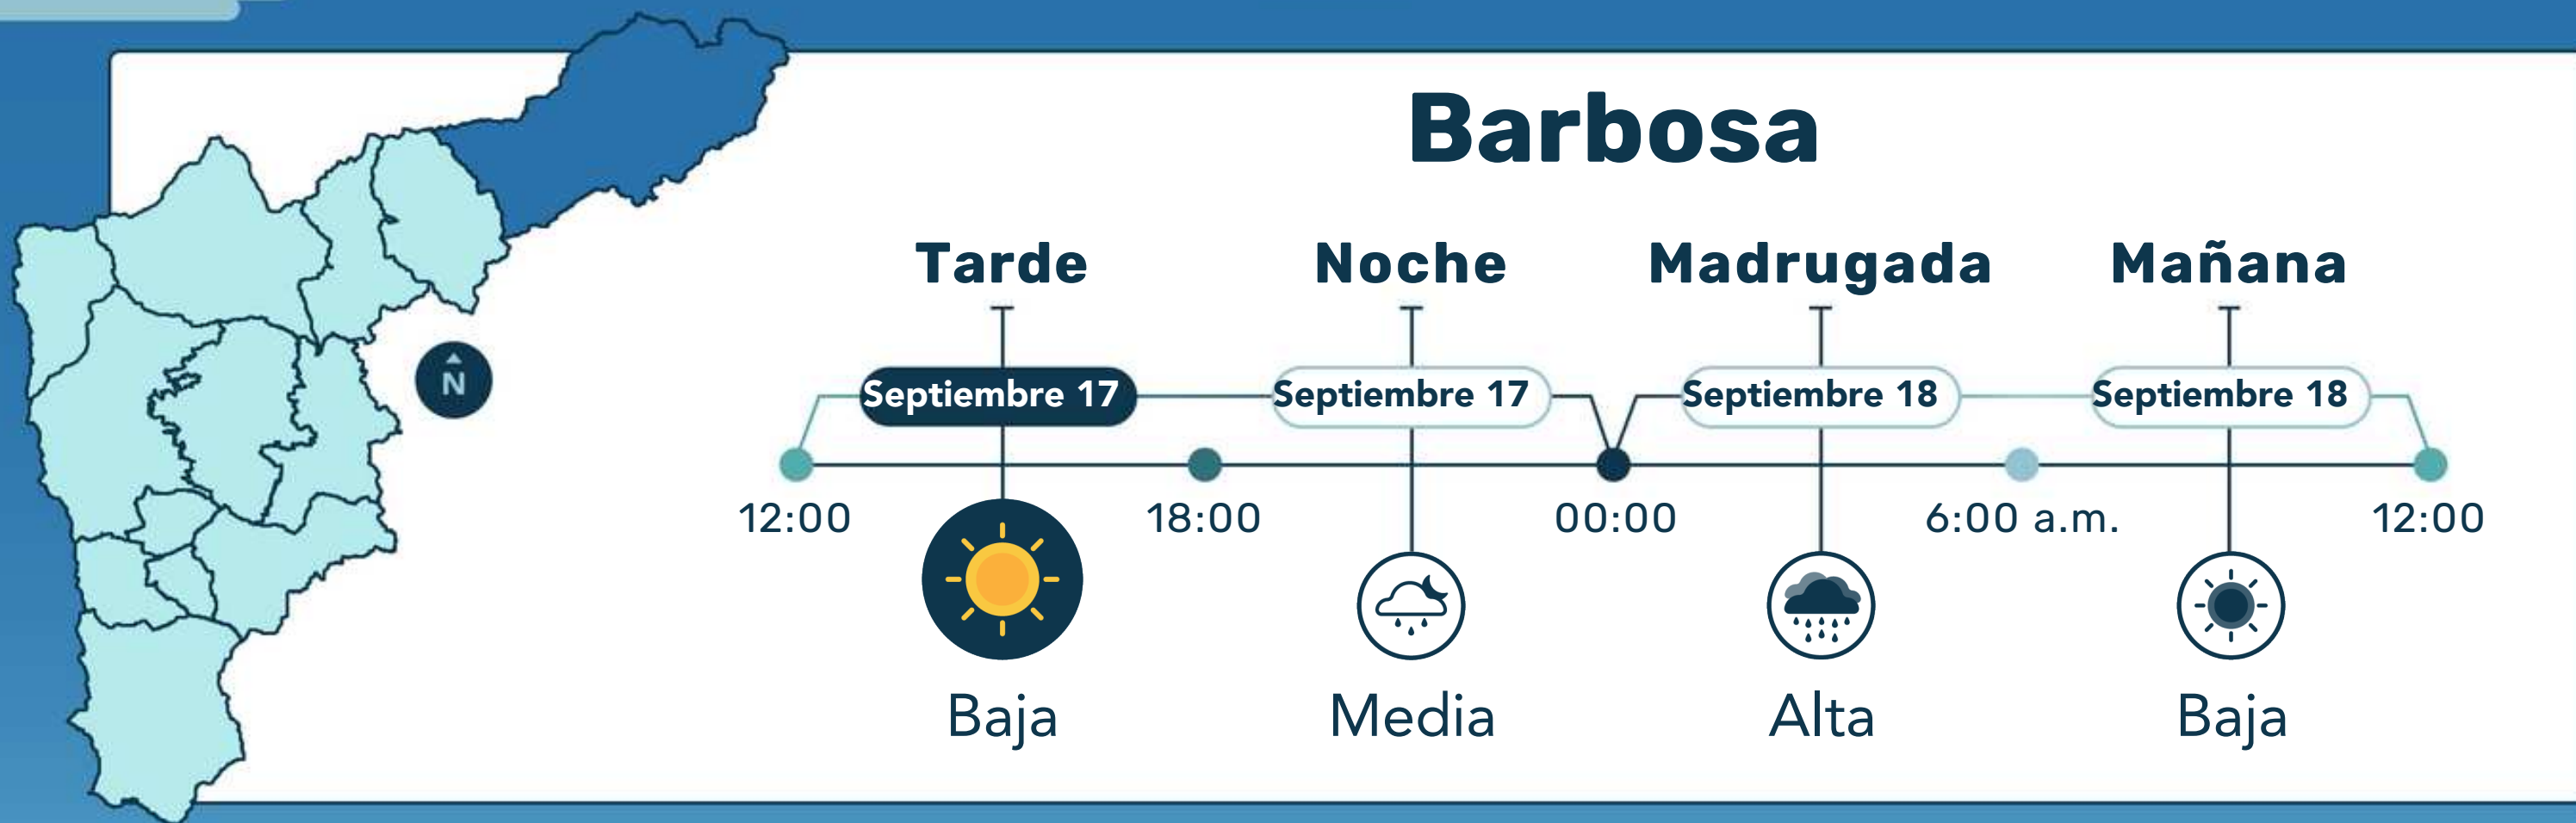 Barbosa
Tarde Noche Madrugada Mañana
N
Septiembre 17 Septiembre 17 Septiembre 18 Septiembre 18
12:00 18:00 00:00 6:00 a.m. 12:00
Baja Media Alta Baja